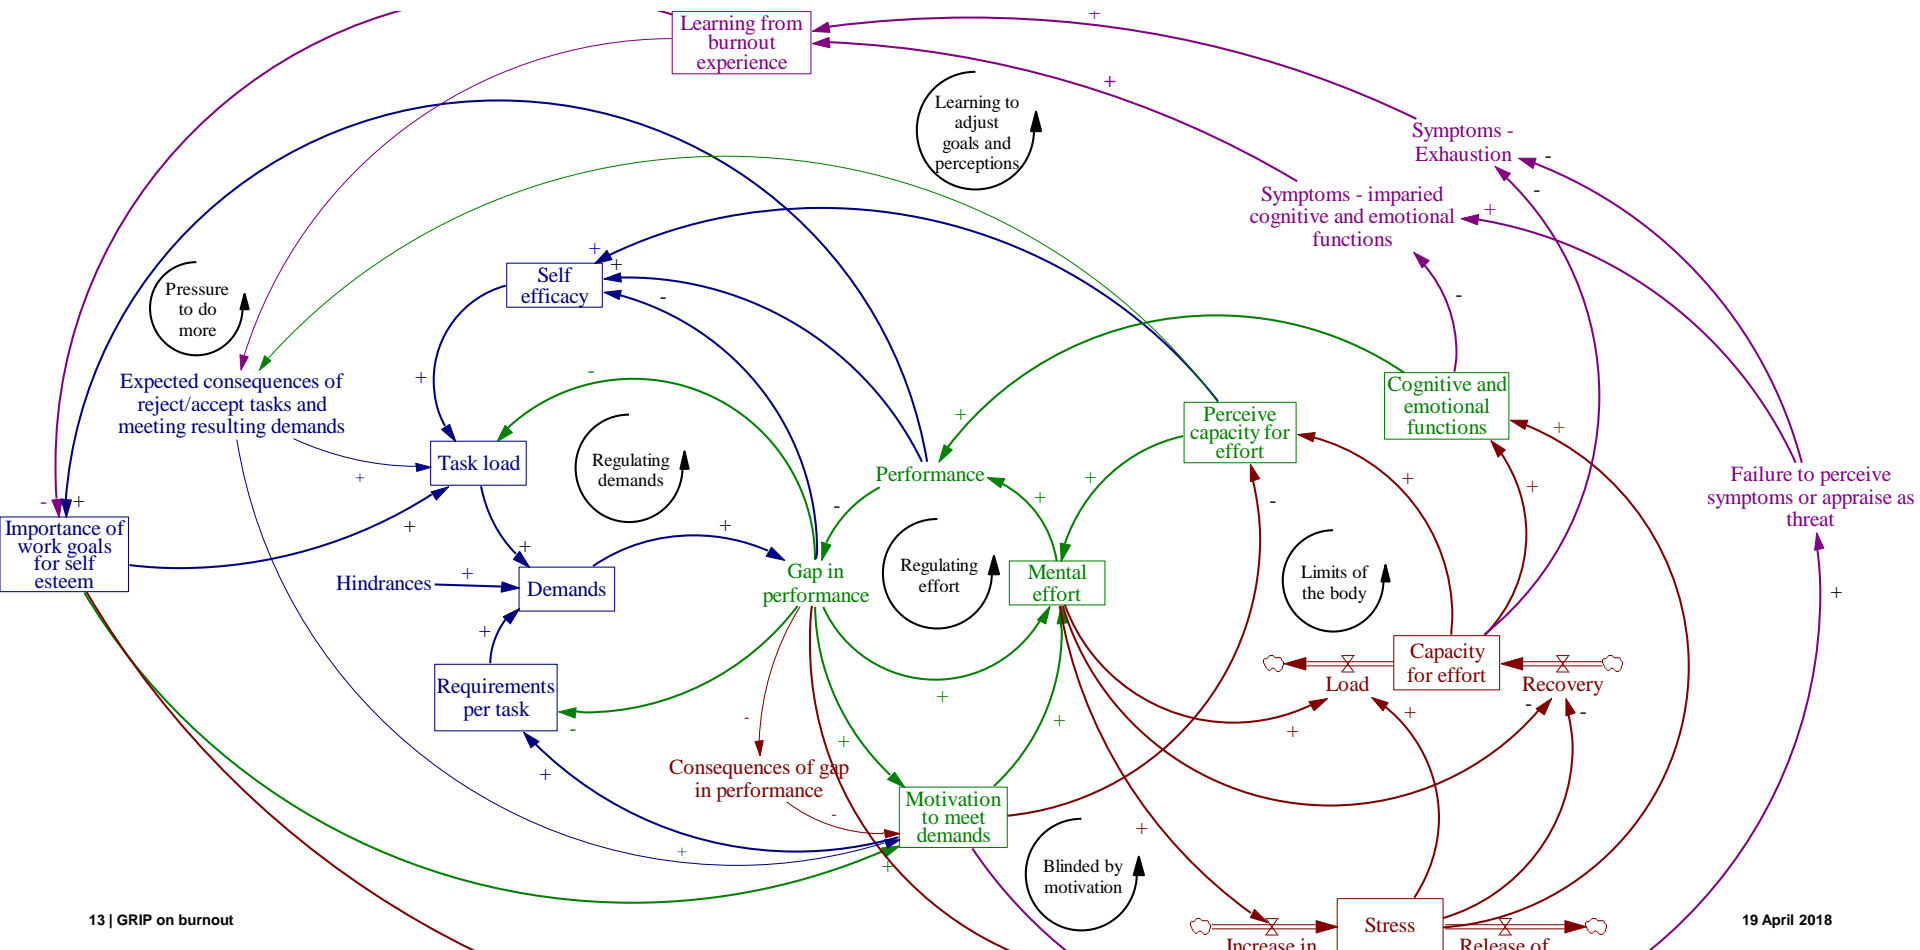 Learning from
burnout
experience
+
+
Learning to
adjust
goals and
perceptions
Symptoms -
Exhaustion
-
-
Symptoms - imparied
cognitive and emotional
functions
+
-
Pressure
to do
more
Self
efficacy
+
+
-
Expected consequences of
reject/accept tasks and
meeting resulting demands
+
-
+
Cognitive and
emotional
functions
+
Perceive
capacity for
effort
+
Task load
Regulating
demands
Performance
+
+
-
+
+
-
+
Failure to perceive
symptoms or appraise as
threat
- +
Importance of
work goals
for self
esteem
+
+
+
Hindrances
+
Demands
Gap in
performance
Regulating
effort
Mental
effort
Limits of
the body
+
+
Requirements
per task
-
+
Capacity
for effort
Load
Recovery
-
-
+
+
+
+
-
Consequences of gap
in performance
-
+
Motivation
to meet
demands
+
+
+
Blinded by
motivation
13 | GRIP on burnout
Stress
19 April 2018
Increase in
Release of